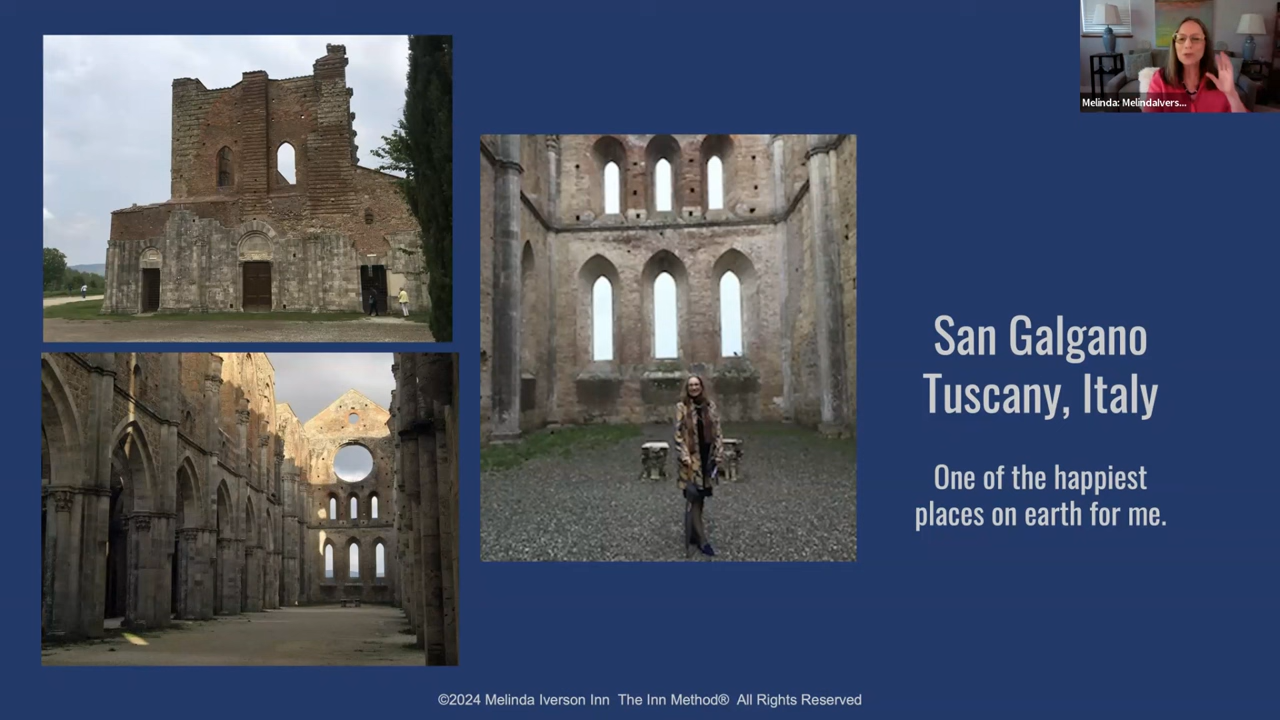 Melinda: MelindaIvers...
San Galgano
Tuscany, Italy
One of the happiest
places on earth for me.
©2024 Melinda Iverson Inn The Inn Method® All Rights Reserved